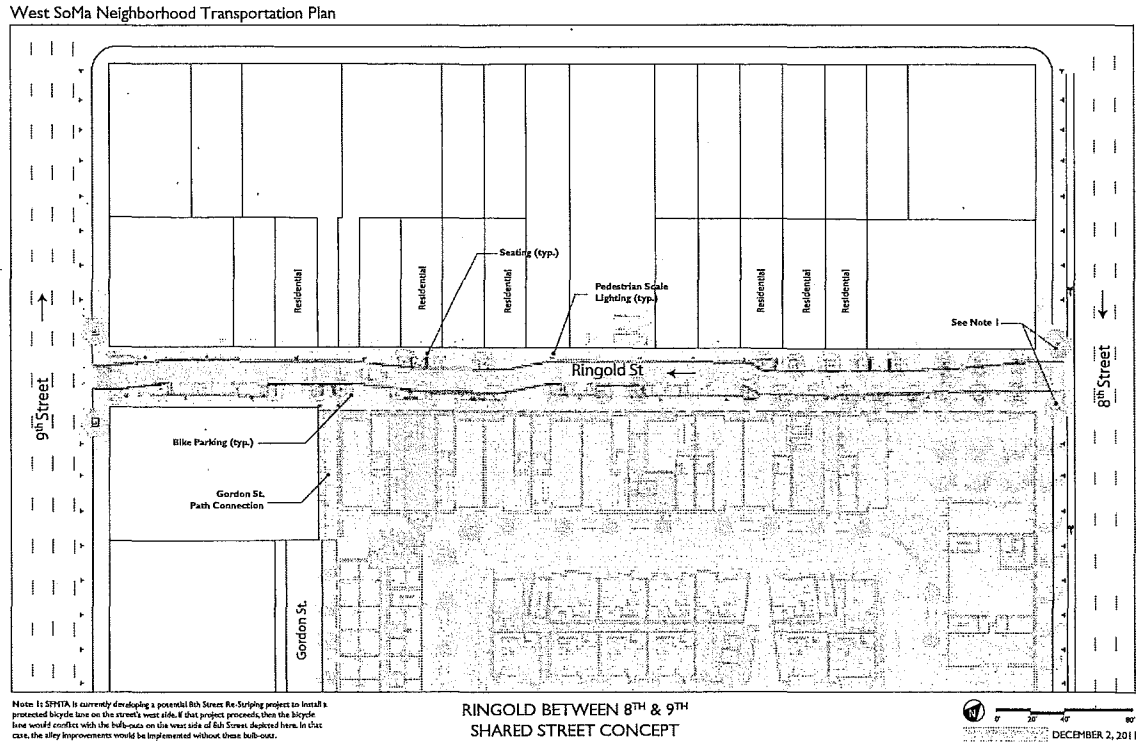 West SoMa Neighborhood Transportation Plan
Seating (typ.)
Residential
Residential
Residential
Pedestrian Scale
Lighting (typ.)
Residential
Residential
Residential
See Note 1
Ringold St
9th Street
8th Street
Bike Parking (typ.)
Gordon St.
Path Connection
Gordon St.
Note 1: SFMTA is currently developing a potential 8th Street Re-Striping project to install a
protected bicycle lane on the street's west side. If that project proceeds, then the bicycle
lane would conflict with the bulb-outs on the west side of 8th Street depicted here. In that
case, the alley improvements would be implemented without these bulb-outs.
RINGOLD BETWEEN 8TH & 9TH
SHARED STREET CONCEPT
N
0' 20' 40' 80'
DECEMBER 2, 2011